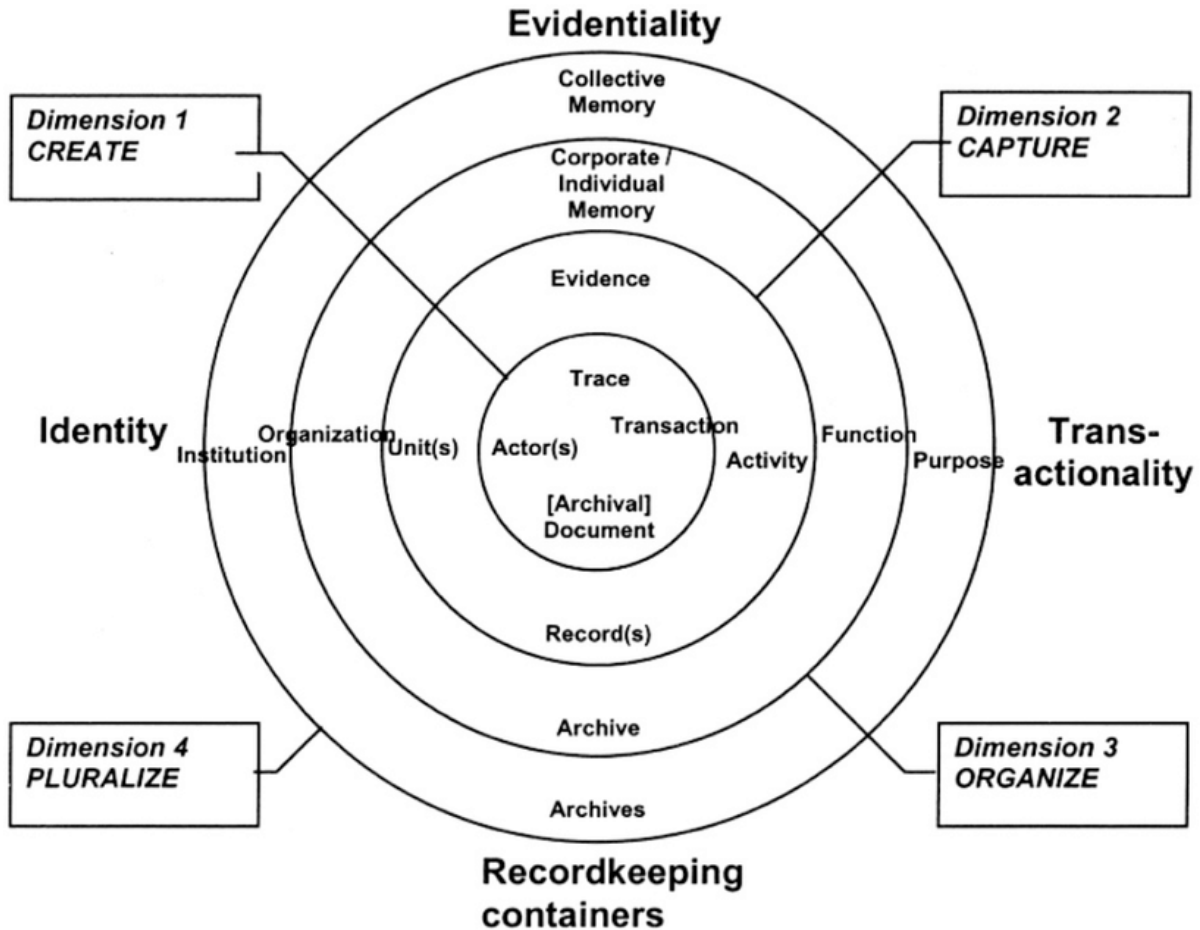 Evidentiality
Collective
Memory
Dimension 1
CREATE
Dimension 2
CAPTURE
Corporate /
Individual
Memory
Evidence
Trace
Identity
Institution
Organization
Unit(s)
Actor(s)
Transaction
Activity
Function
Purpose
Trans-
actionality
[Archival]
Document
Record(s)
Archive
Archives
Dimension 4
PLURALIZE
Dimension 3
ORGANIZE
Recordkeeping
containers